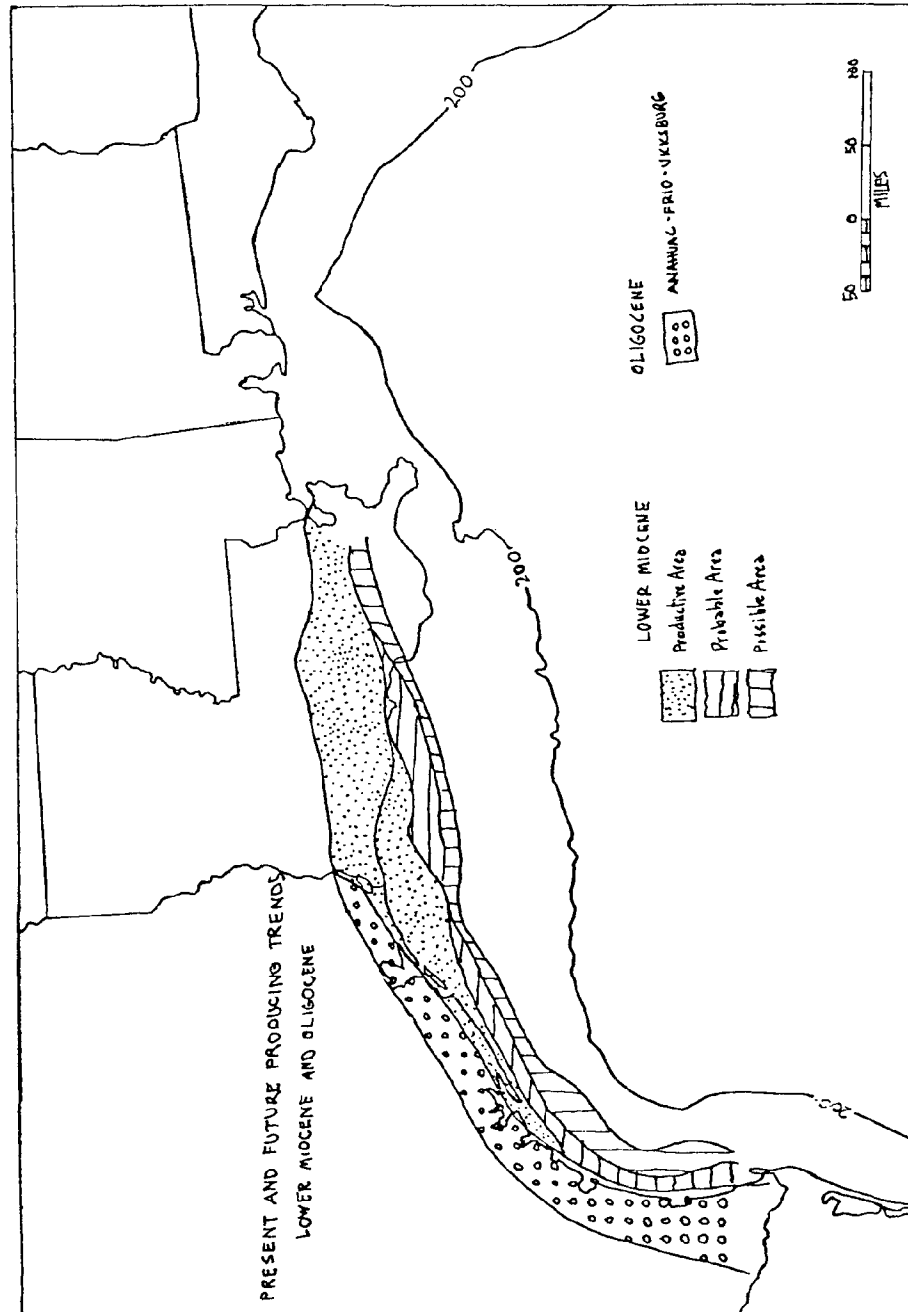 PRESENT AND FUTURE PRODUCING TRENDS
LOWER MIOCENE AND OLIGOCENE
200
200
200
LOWER MIOCENE
Productive Area
Probable Area
Possible Area
OLIGOCENE
ANAHUAC-FRIO-VICKSBURG
50 0 50 100
MILES